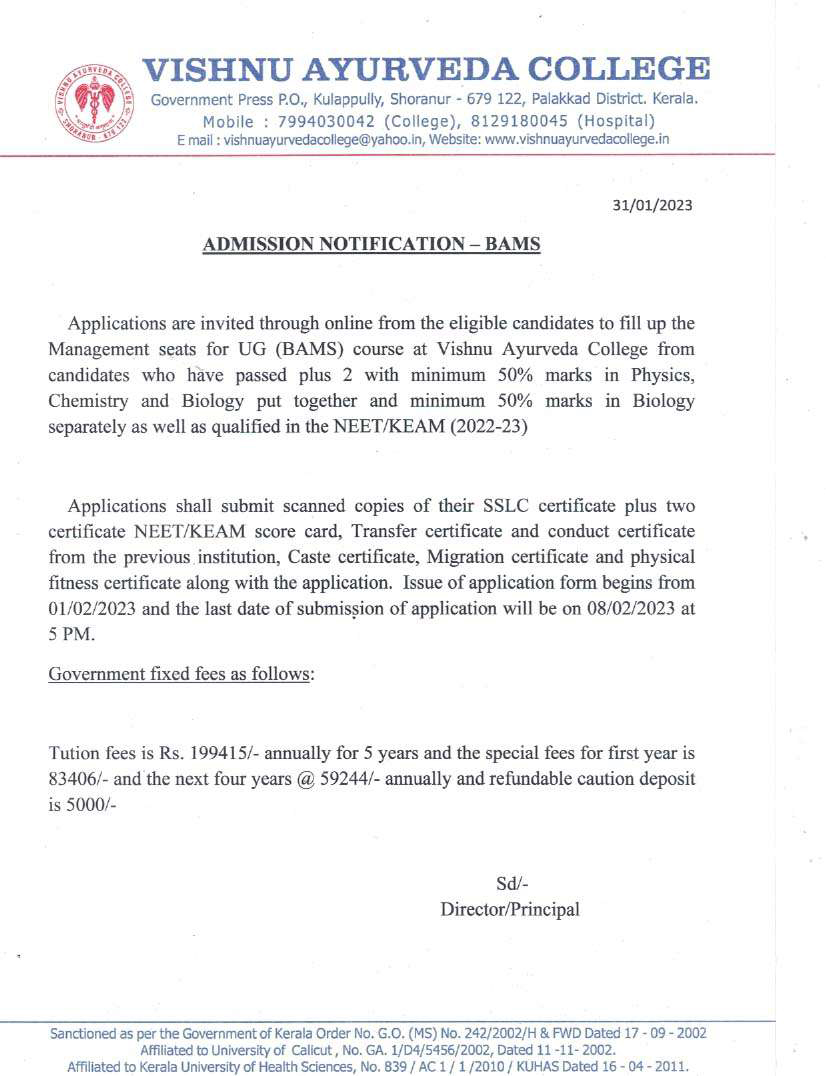 VISHNU AYURVEDA COLLEGE
Government Press P.O., Kulappully, Shoranur - 679 122, Palakkad District. Kerala.
Mobile : 7994030042 (College), 8129180045 (Hospital)
E mail : vishnuayurvedacollege@yahoo.in, Website: www.vishnuayurvedacollege.in
VISHNU AYURVEDA COLLEGE
SHORANUR - 679 122
31/01/2023
ADMISSION NOTIFICATION – BAMS
Applications are invited through online from the eligible candidates to fill up the
Management seats for UG (BAMS) course at Vishnu Ayurveda College from
candidates who have passed plus 2 with minimum 50% marks in Physics,
Chemistry and Biology put together and minimum 50% marks in Biology
separately as well as qualified in the NEET/KEAM (2022-23)
Applications shall submit scanned copies of their SSLC certificate plus two
certificate NEET/KEAM score card, Transfer certificate and conduct certificate
from the previous institution, Caste certificate, Migration certificate and physical
fitness certificate along with the application. Issue of application form begins from
01/02/2023 and the last date of submission of application will be on 08/02/2023 at
5 PM.
Government fixed fees as follows:
Tution fees is Rs. 199415/- annually for 5 years and the special fees for first year is
83406/- and the next four years @ 59244/- annually and refundable caution deposit
is 5000/-
Sd/-
Director/Principal
Sanctioned as per the Government of Kerala Order No. G.O. (MS) No. 242/2002/H & FWD Dated 17 - 09 - 2002
Affiliated to University of Calicut , No. GA. 1/D4/5456/2002, Dated 11 -11- 2002.
Affiliated to Kerala University of Health Sciences, No. 839 / AC 1 / 1 /2010 / KUHAS Dated 16 - 04 - 2011.